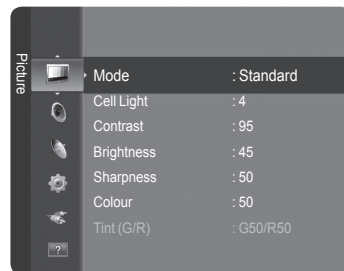 Picture
Mode : Standard
Cell Light : 4
Contrast : 95
Brightness : 45
Sharpness : 50
Colour : 50
Tint (G/R) : G50/R50
?